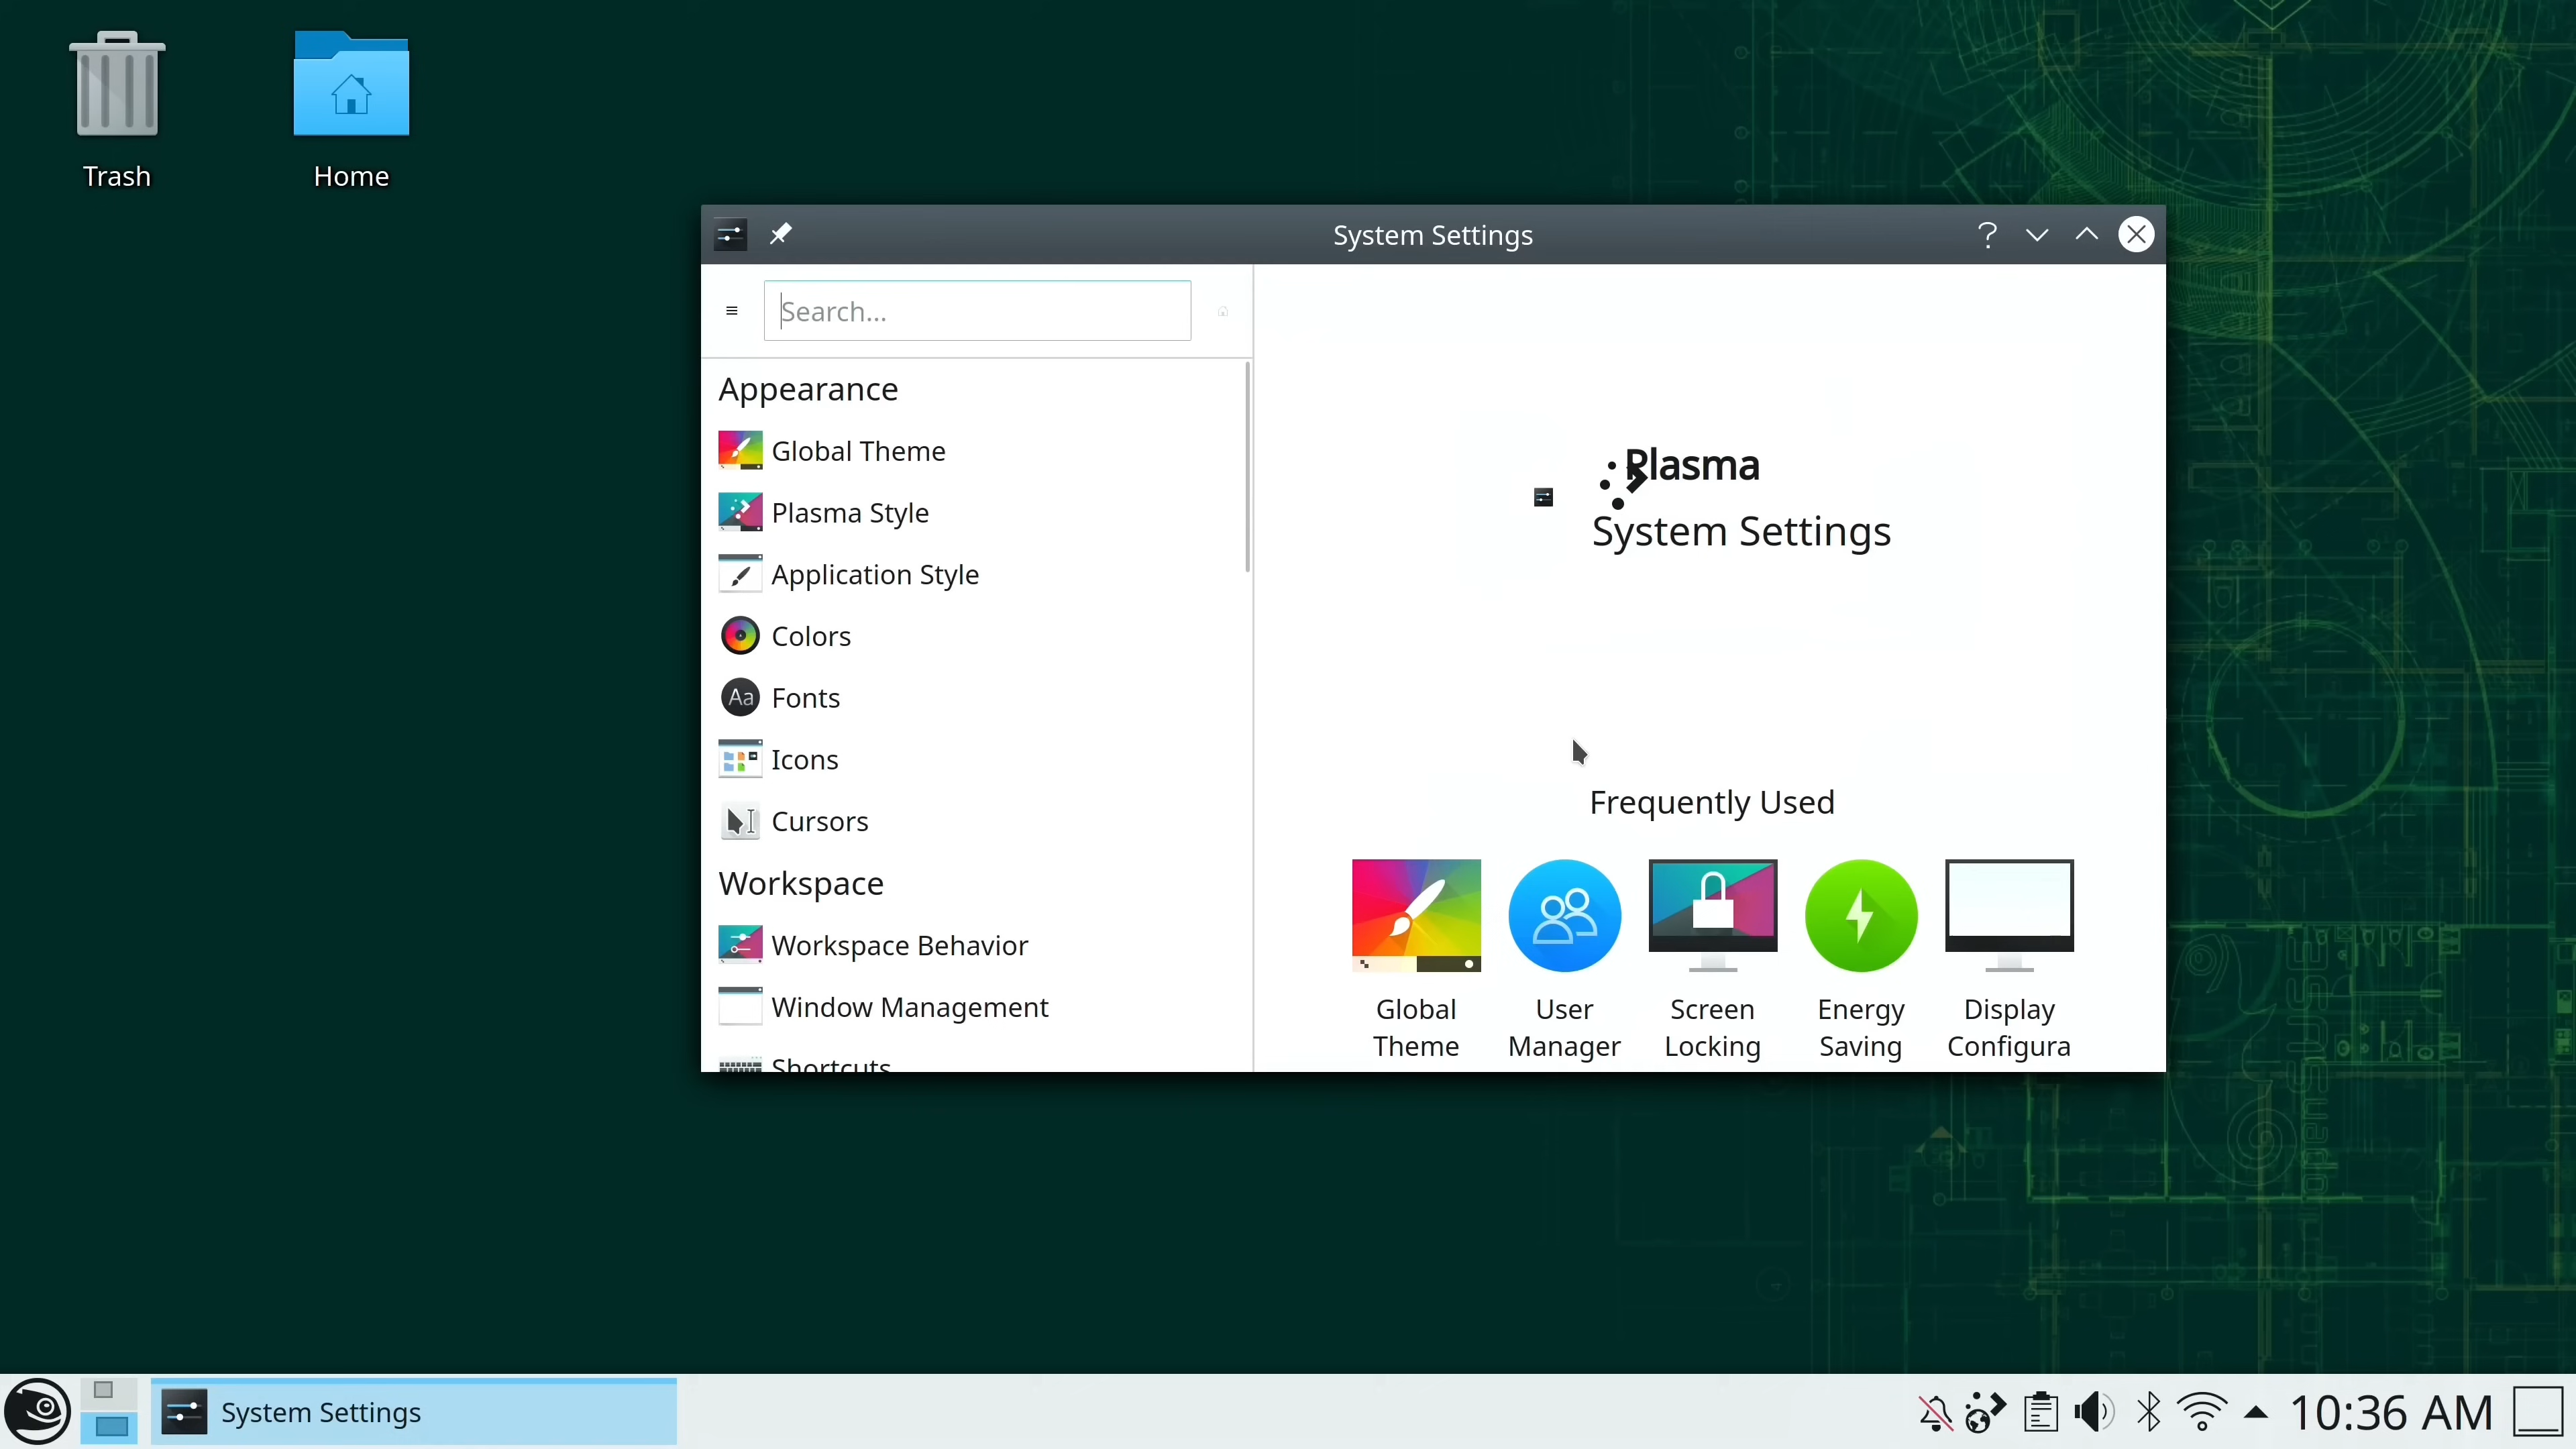 Trash
Home
System Settings
Search...
Appearance
Global Theme
Plasma Style
Application Style
Colors
Aa
Fonts
Icons
Cursors
Workspace
Workspace Behavior
Window Management
Shortcuts
Plasma
System Settings
Frequently Used
Global
Theme
User
Manager
Screen
Locking
Energy
Saving
Display
Configura
openSUSE
System Settings
10:36 AM